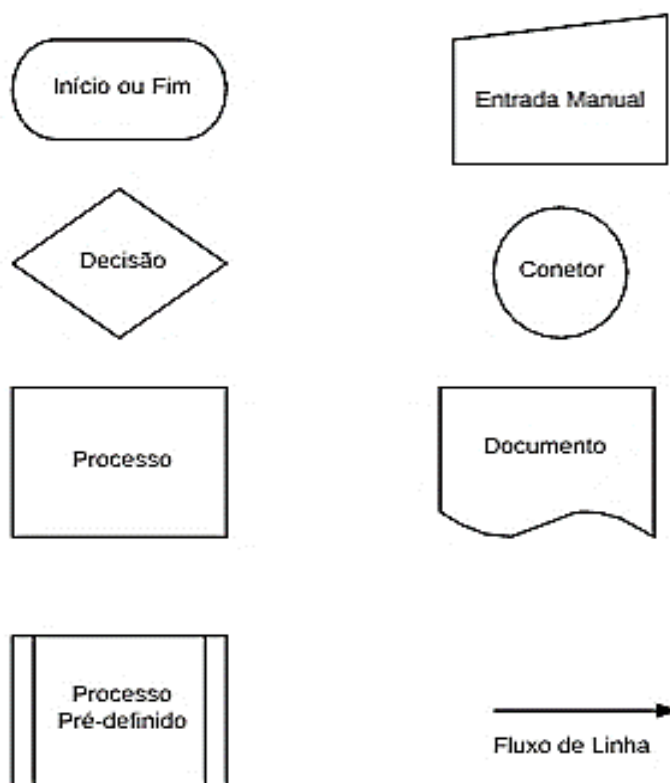 Início ou Fim
Entrada Manual
Decisão
Conetor
Processo
Documento
Processo
Pré-definido
Fluxo de Linha